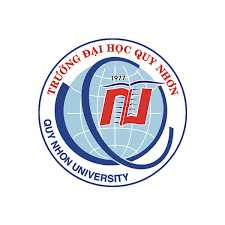 TRƯỜNG ĐẠI HỌC QUY NHƠN
1977
QUY NHON UNIVERSITY